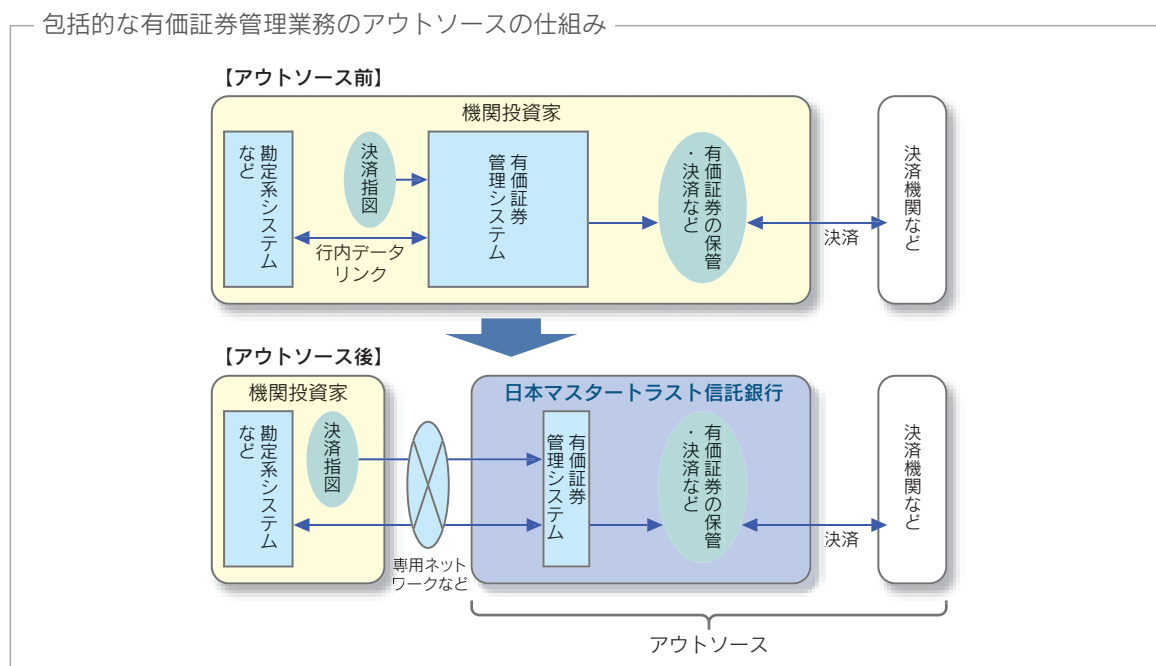 包括的な有価証券管理業務のアウトソースの仕組み
【アウトソース前】
機関投資家
勘定系システム
など
決済指図
行内データ
リンク
有価証券
管理システム
有価証券の保管
・決済など
決済
決済機関など
【アウトソース後】
機関投資家
勘定系システム
など
決済指図
専用ネット
ワークなど
日本マスタートラスト信託銀行
有価証券
管理システム
有価証券の保管
・決済など
決済
決済機関など
アウトソース